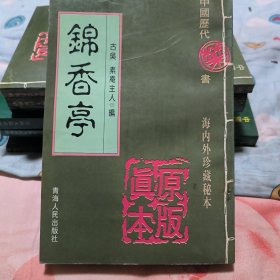 中國歷代
書
海内外珍藏秘本
錦香亭
古吳 素庵主人 編
青海人民出版社
原版
真本